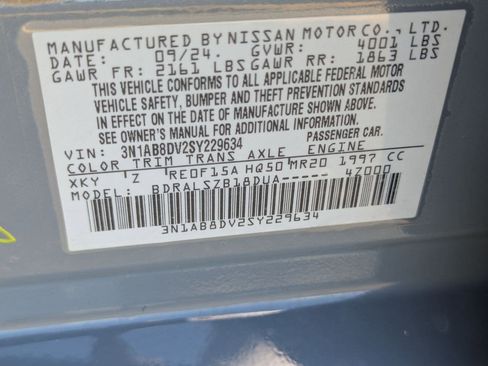 MANUFACTURED BY NISSAN MOTOR CO., LTD.
DATE: 09/24. GVWR: 4001 LBS
GAWR FR: 2161 LBS GAWR RR: 1863 LBS
THIS VEHICLE CONFORMS TO ALL APPLICABLE FEDERAL MOTOR
VEHICLE SAFETY, BUMPER AND THEFT PREVENTION STANDARDS
IN EFFECT ON THE DATE OF MANUFACTURE SHOWN ABOVE.
SEE OWNER'S MANUAL FOR ADDITIONAL INFORMATION
VIN: 3N1AB8DV2SY229634 PASSENGER CAR.
COLOR TRIM TRANS AXLE ENGINE
XKY Z RE0F15A HQ50 MR20 1997 CC
MODEL: BDRALSZB18DUA----- 4Z000
3N1AB8DV2SY229634